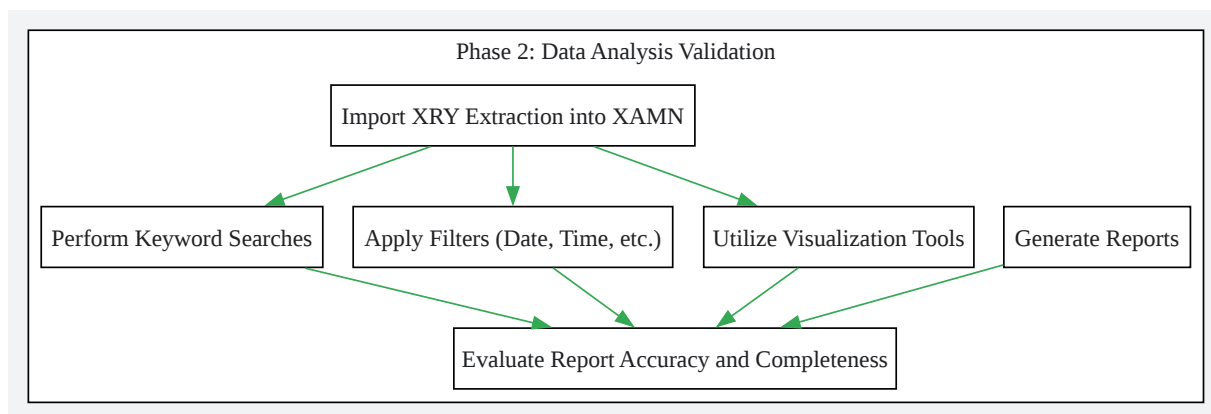 Phase 2: Data Analysis Validation
Import XRY Extraction into XAMN
Perform Keyword Searches
Apply Filters (Date, Time, etc.)
Utilize Visualization Tools
Generate Reports
Evaluate Report Accuracy and Completeness